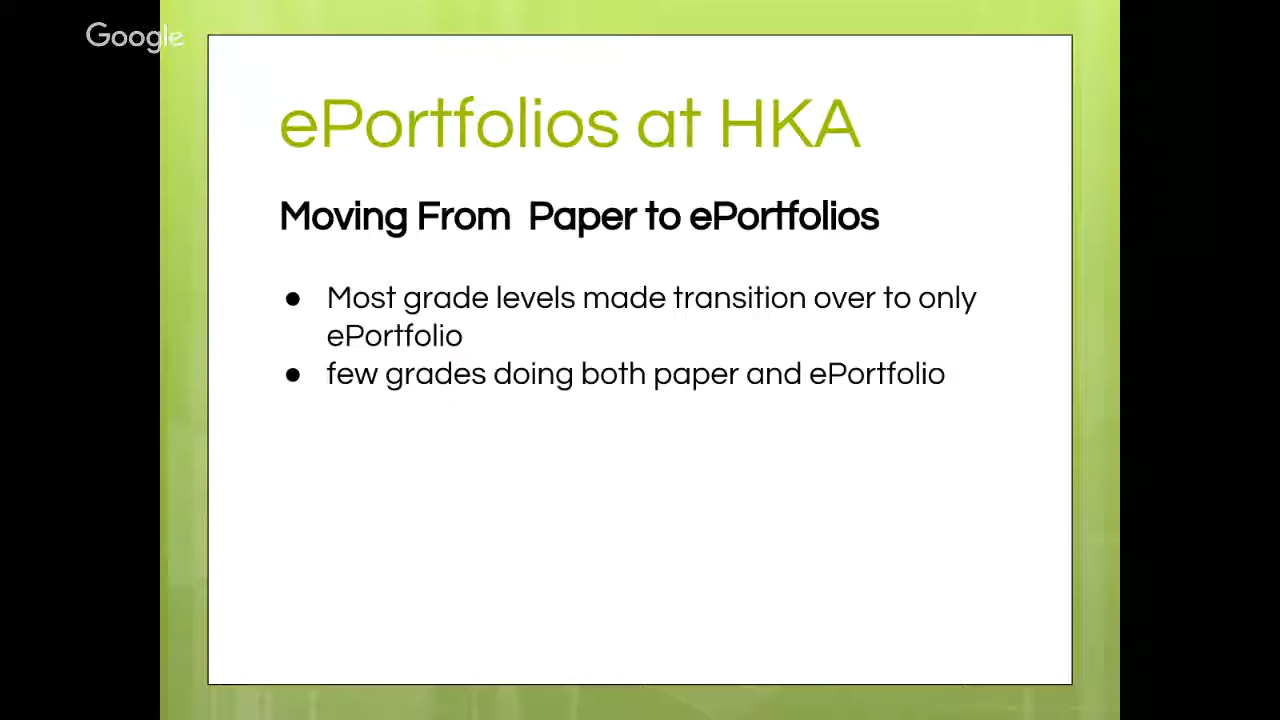 Google
ePortfolios at HKA
Moving From  Paper to ePortfolios
● Most grade levels made transition over to only
ePortfolio
● few grades doing both paper and ePortfolio